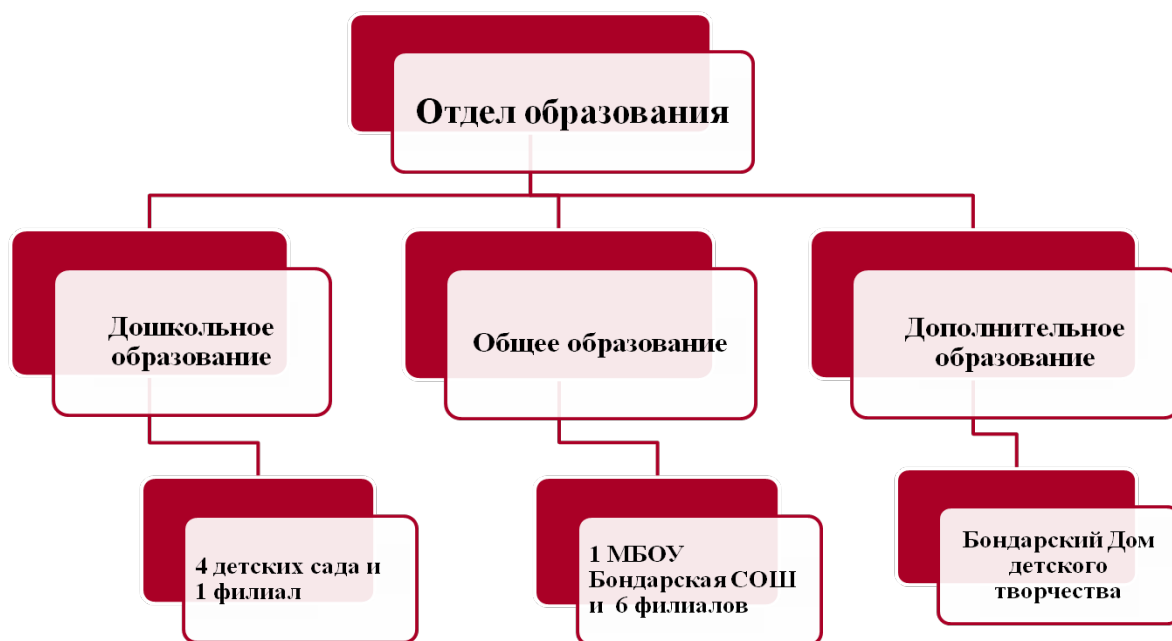 Отдел образования
Дошкольное
образование
Общее образование
Дополнительное
образование
4 детских сада и
1 филиал
1 МБОУ
Бондарская СОШ
и 6 филиалов
Бондарский Дом
детского
творчества